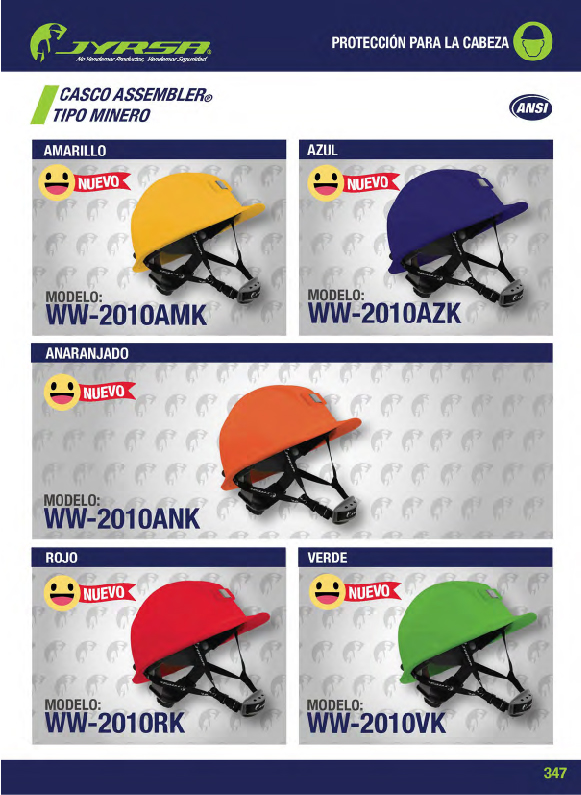 JYRSA®
No Vendemos Productos, Vendemos Seguridad
PROTECCIÓN PARA LA CABEZA
CASCO ASSEMBLER®
TIPO MINERO
ANSI
AMARILLO
NUEVO
MODELO:
WW-2010AMK
AZUL
NUEVO
MODELO:
WW-2010AZK
ANARANJADO
NUEVO
MODELO:
WW-2010ANK
ROJO
NUEVO
MODELO:
WW-2010RK
VERDE
NUEVO
MODELO:
WW-2010VK
347